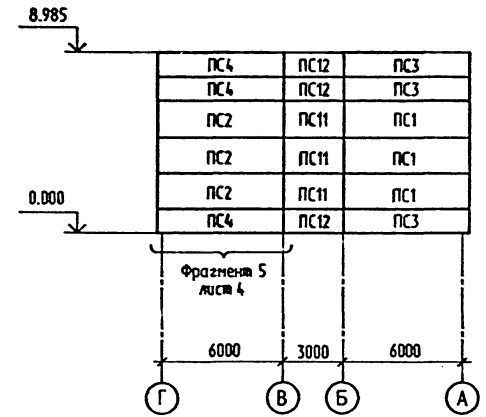 8.985
ПС4 ПС12 ПС3
ПС4 ПС12 ПС3
ПС2 ПС11 ПС1
ПС2 ПС11 ПС1
0.000
ПС2 ПС11 ПС1
ПС4 ПС12 ПС3
Фрагмент 5
лист 4
6000 3000 6000
Г В Б А